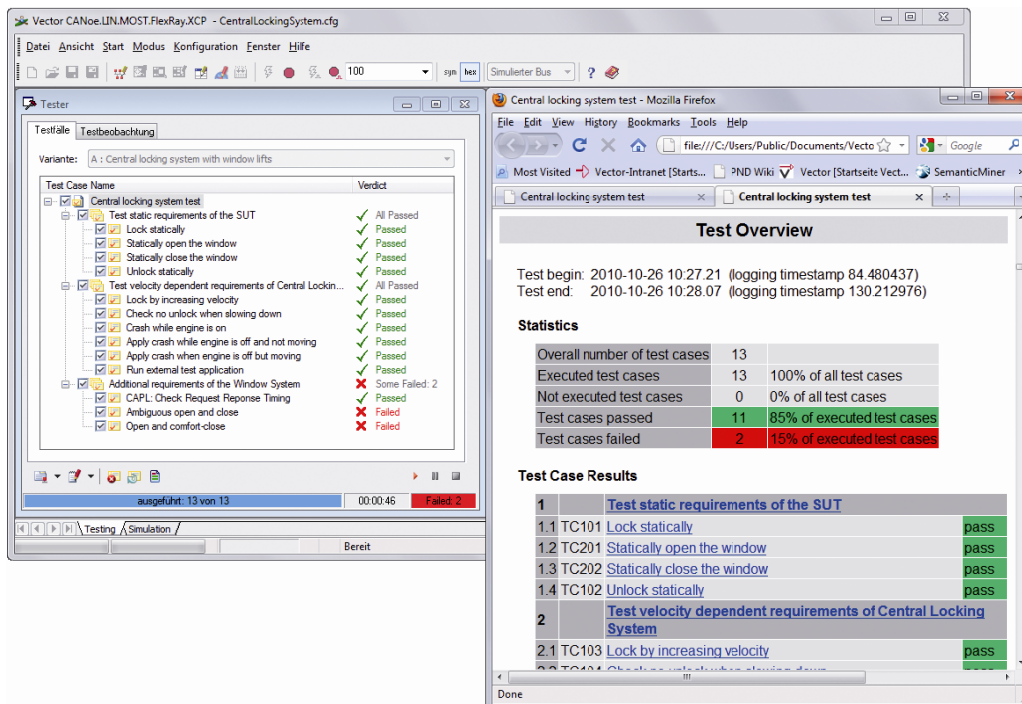 Vector CANoe.LIN.MOST.FlexRay.XCP - CentralLockingSystem.cfg
Datei Ansicht Start Modus Konfiguration Fenster Hilfe
100
sym hex
Simulierter Bus
?
Tester
Testfälle Testbeobachtung
Variante: A : Central locking system with window lifts
Test Case Name Verdict
Central locking system test
Test static requirements of the SUT All Passed
Lock statically Passed
Statically open the window Passed
Statically close the window Passed
Unlock statically Passed
Test velocity dependent requirements of Central Lockin... All Passed
Lock by increasing velocity Passed
Check no unlock when slowing down Passed
Crash while engine is on Passed
Apply crash while engine is off and not moving Passed
Apply crash when engine is off but moving Passed
Run external test application Passed
Additional requirements of the Window System Some Failed: 2
CAPL: Check Request Reponse Timing Passed
Ambiguous open and close Failed
Open and comfort-close Failed
ausgeführt: 13 von 13 00:00:46 Failed: 2
Testing Simulation
Bereit
Central locking system test - Mozilla Firefox
File Edit View History Bookmarks Tools Help
file:///C:/Users/Public/Documents/Vecto Google
Most Visited Vector-Intranet [Starts... PND Wiki Vector [Startseite Vect... SemanticMiner
Central locking system test Central locking system test
Test Overview
Test begin: 2010-10-26 10:27.21 (logging timestamp 84.480437)
Test end: 2010-10-26 10:28.07 (logging timestamp 130.212976)
Statistics
Overall number of test cases 13
Executed test cases 13 100% of all test cases
Not executed test cases 0 0% of all test cases
Test cases passed 11 85% of executed test cases
Test cases failed 2 15% of executed test cases
Test Case Results
1 Test static requirements of the SUT
1.1 TC101 Lock statically pass
1.2 TC201 Statically open the window pass
1.3 TC202 Statically close the window pass
1.4 TC102 Unlock statically pass
2 Test velocity dependent requirements of Central Locking
System
2.1 TC103 Lock by increasing velocity pass
Done